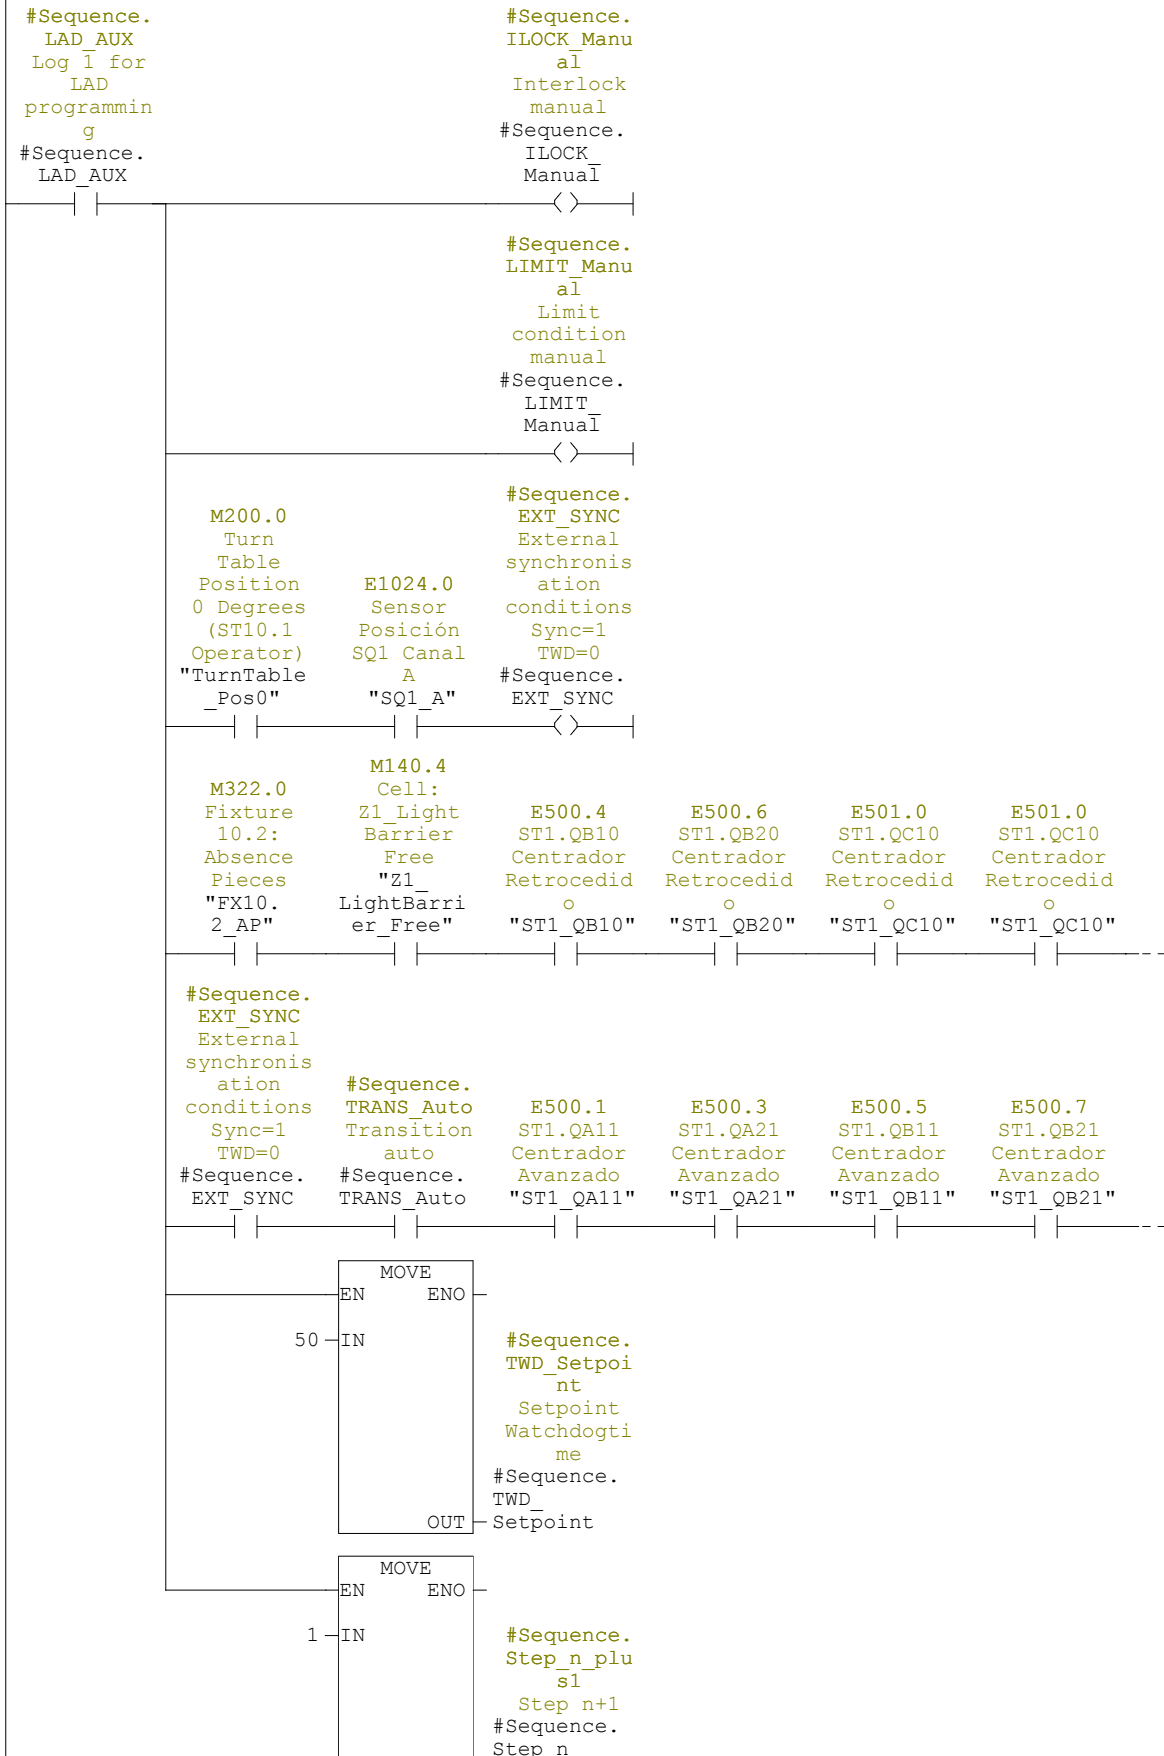 #Sequence.
LAD_AUX
Log 1 for
LAD
programmin
g
#Sequence.
LAD_AUX
#Sequence.
ILOCK_Manu
al
Interlock
manual
#Sequence.
ILOCK_
Manual
#Sequence.
LIMIT_Manu
al
Limit
condition
manual
#Sequence.
LIMIT_
Manual
M200.0
Turn
Table
Position
0 Degrees
(ST10.1
Operator)
"TurnTable
_Pos0"
E1024.0
Sensor
Posición
SQ1 Canal
A
"SQ1_A"
#Sequence.
EXT_SYNC
External
synchronis
ation
conditions
Sync=1
TWD=0
#Sequence.
EXT_SYNC
M322.0
Fixture
10.2:
Absence
Pieces
"FX10.
2_AP"
M140.4
Cell:
Z1_Light
Barrier
Free
"Z1_
LightBarri
er_Free"
E500.4
ST1.QB10
Centrador
Retrocedid
o
"ST1_QB10"
E500.6
ST1.QB20
Centrador
Retrocedid
o
"ST1_QB20"
E501.0
ST1.QC10
Centrador
Retrocedid
o
"ST1_QC10"
E501.0
ST1.QC10
Centrador
Retrocedid
o
"ST1_QC10"
#Sequence.
EXT_SYNC
External
synchronis
ation
conditions
Sync=1
TWD=0
#Sequence.
EXT_SYNC
#Sequence.
TRANS_Auto
Transition
auto
#Sequence.
TRANS_Auto
E500.1
ST1.QA11
Centrador
Avanzado
"ST1_QA11"
E500.3
ST1.QA21
Centrador
Avanzado
"ST1_QA21"
E500.5
ST1.QB11
Centrador
Avanzado
"ST1_QB11"
E500.7
ST1.QB21
Centrador
Avanzado
"ST1_QB21"
MOVE
EN ENO
50 IN
#Sequence.
TWD_Setpoi
nt
Setpoint
Watchdogti
me
#Sequence.
TWD_
OUT Setpoint
MOVE
EN ENO
1 IN
#Sequence.
Step_n_plu
s1
Step n+1
#Sequence.
Step_n_